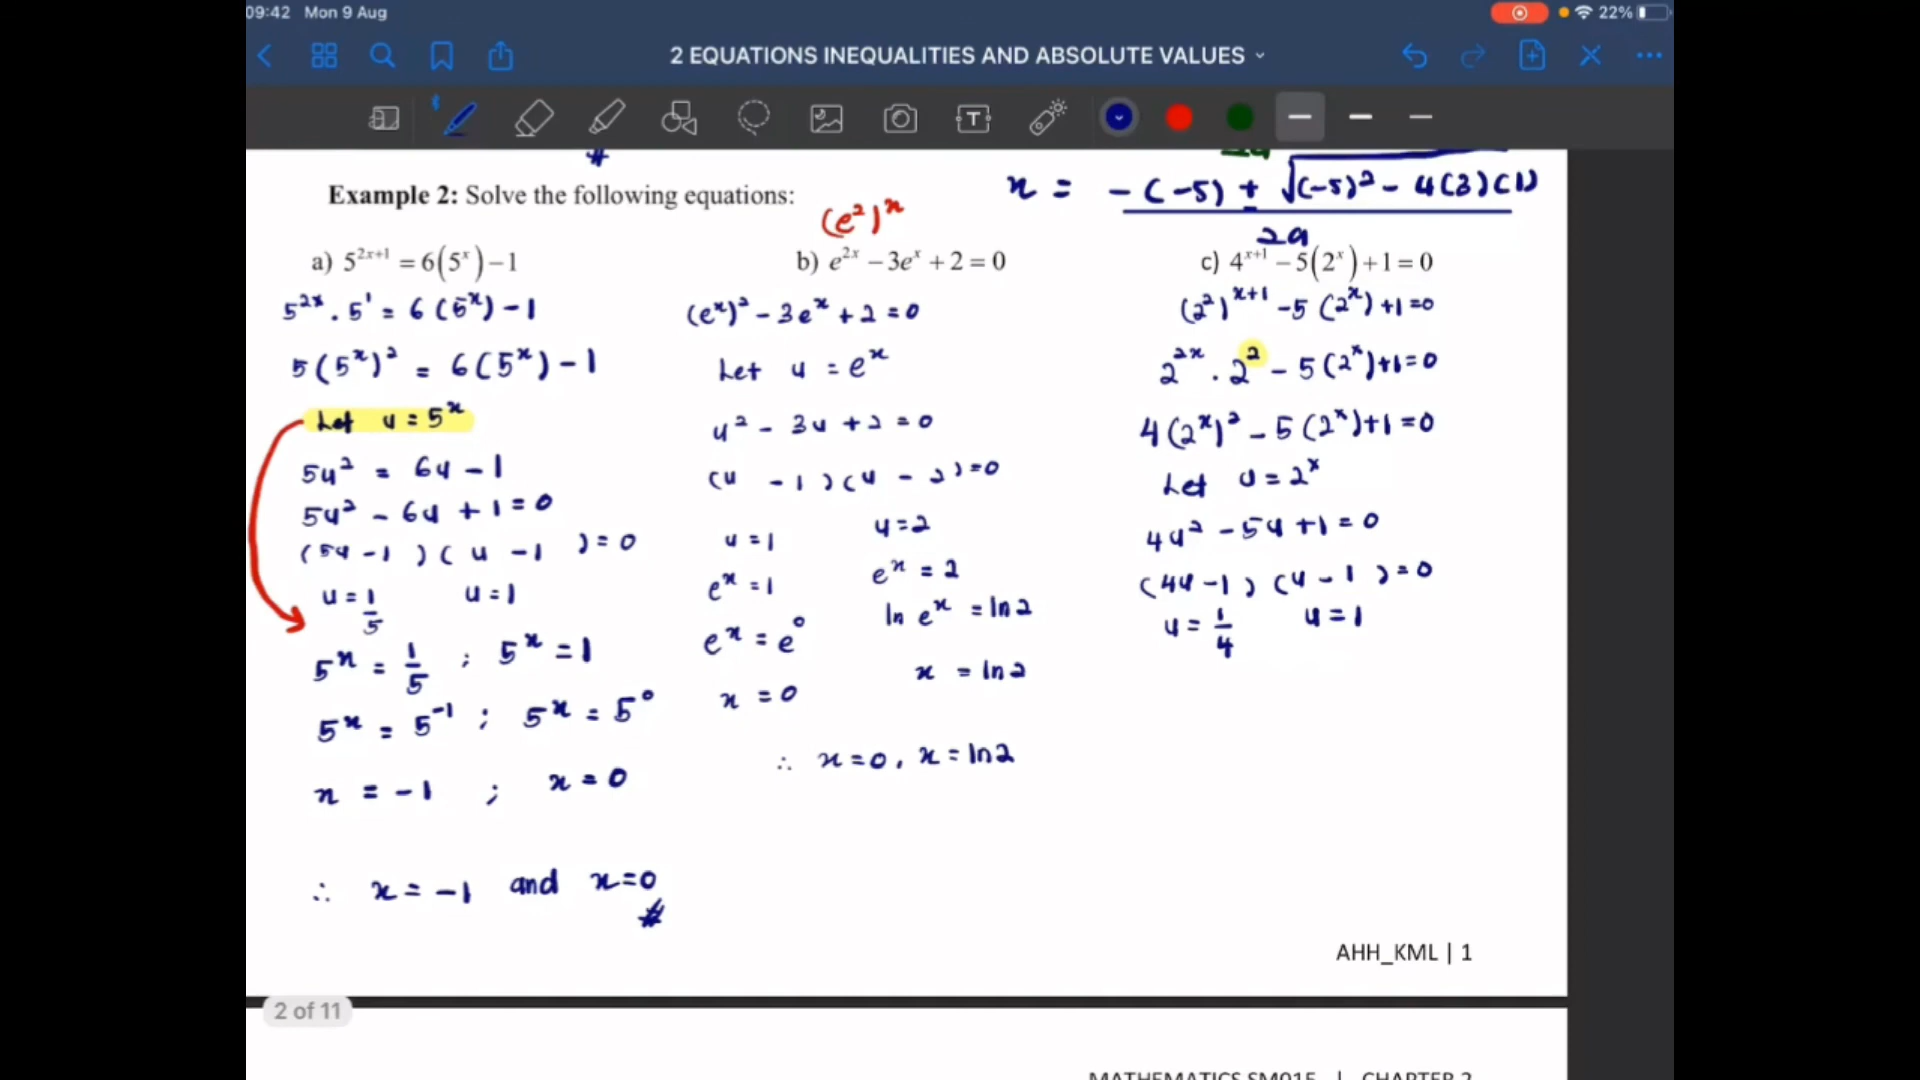 09:42 Mon 9 Aug
22%
2 EQUATIONS INEQUALITIES AND ABSOLUTE VALUES
#
Example 2: Solve the following equations:
x = -(-5) ± √(-5)² - 4(3)(1)
2a
(e²)ˣ
a) 5²ˣ⁺¹ = 6(5ˣ) - 1
5²ˣ . 5¹ = 6(5ˣ) - 1
5(5ˣ)² = 6(5ˣ) - 1
Let u = 5ˣ
5u² = 6u - 1
5u² - 6u + 1 = 0
(5u - 1)(u - 1) = 0
u = 1/5 u = 1
5ˣ = 1/5 ; 5ˣ = 1
5ˣ = 5⁻¹ ; 5ˣ = 5⁰
x = -1 ; x = 0
∴ x = -1 and x = 0
#
b) e²ˣ - 3eˣ + 2 = 0
(eˣ)² - 3eˣ + 2 = 0
Let u = eˣ
u² - 3u + 2 = 0
(u - 1)(u - 2) = 0
u = 1 u = 2
eˣ = 1 eˣ = 2
eˣ = e⁰ ln eˣ = ln 2
x = 0 x = ln 2
∴ x = 0, x = ln 2
c) 4ˣ⁺¹ - 5(2ˣ) + 1 = 0
(2²)ˣ⁺¹ - 5(2ˣ) + 1 = 0
2²ˣ . 2² - 5(2ˣ) + 1 = 0
4(2ˣ)² - 5(2ˣ) + 1 = 0
Let u = 2ˣ
4u² - 5u + 1 = 0
(4u - 1)(u - 1) = 0
u = 1/4 u = 1
AHH_KML | 1
2 of 11
MATHEMATICS SM015 | CHAPTER 2